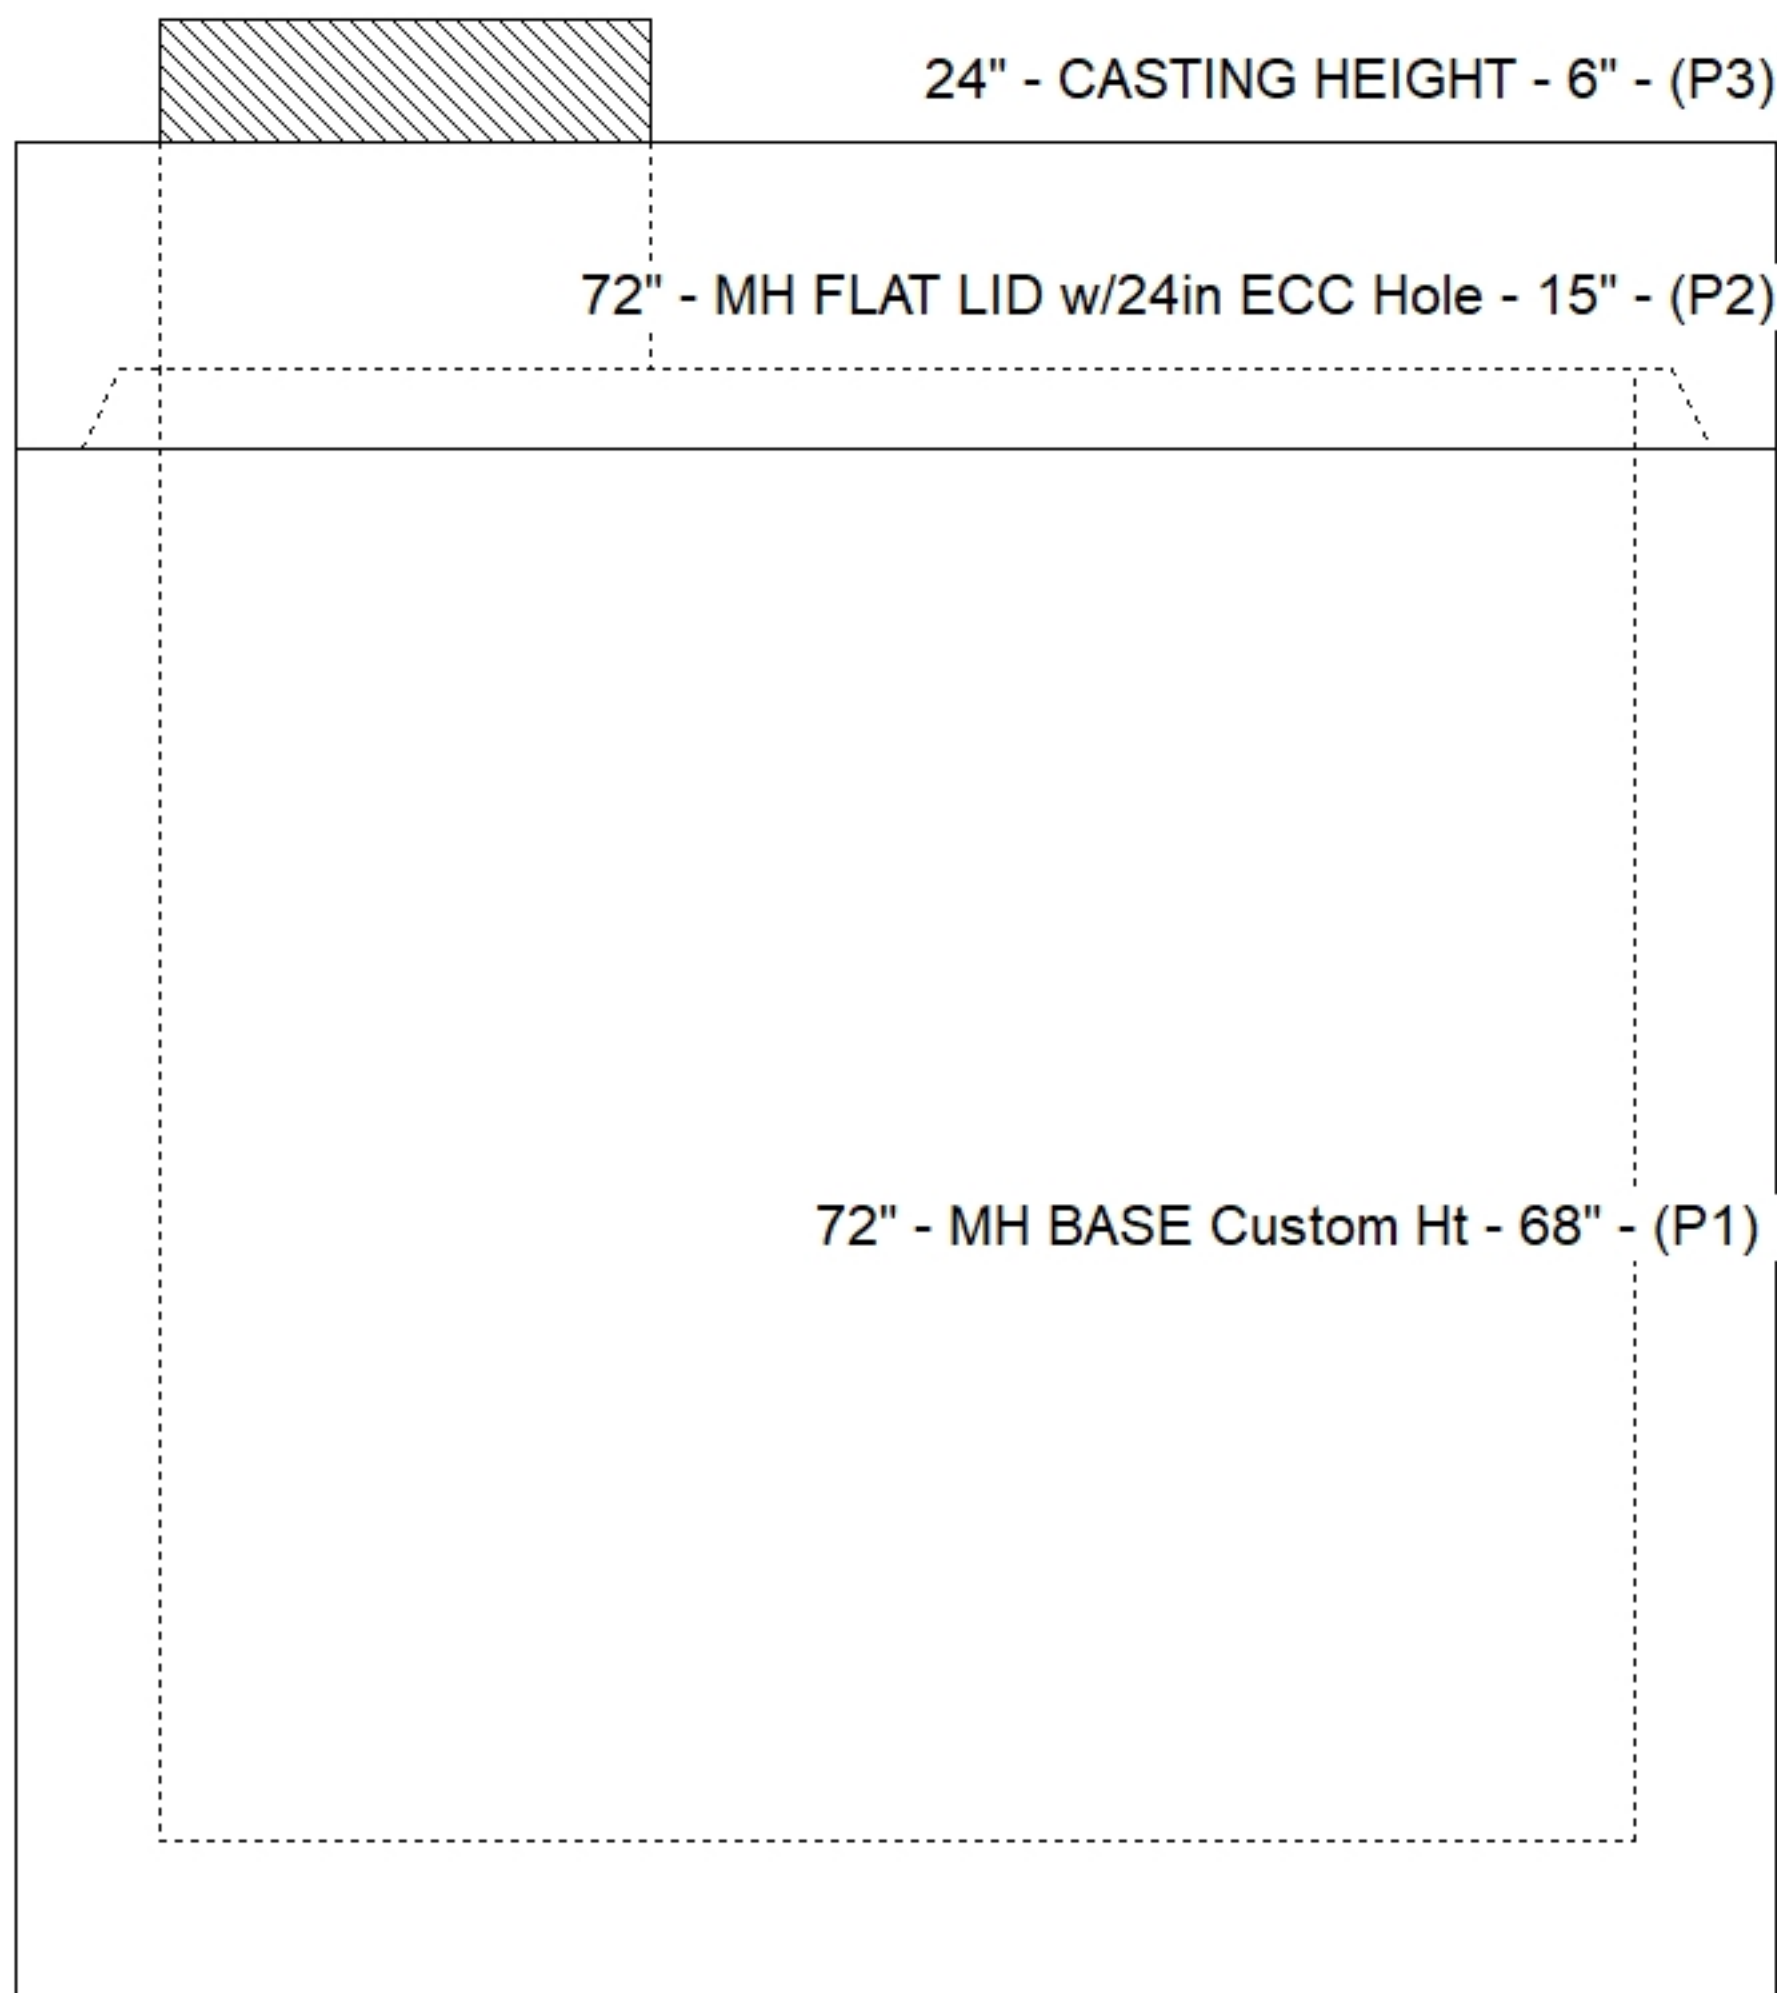 24" - CASTING HEIGHT - 6" - (P3)
72" - MH FLAT LID w/24in ECC Hole - 15" - (P2)
72" - MH BASE Custom Ht - 68" - (P1)